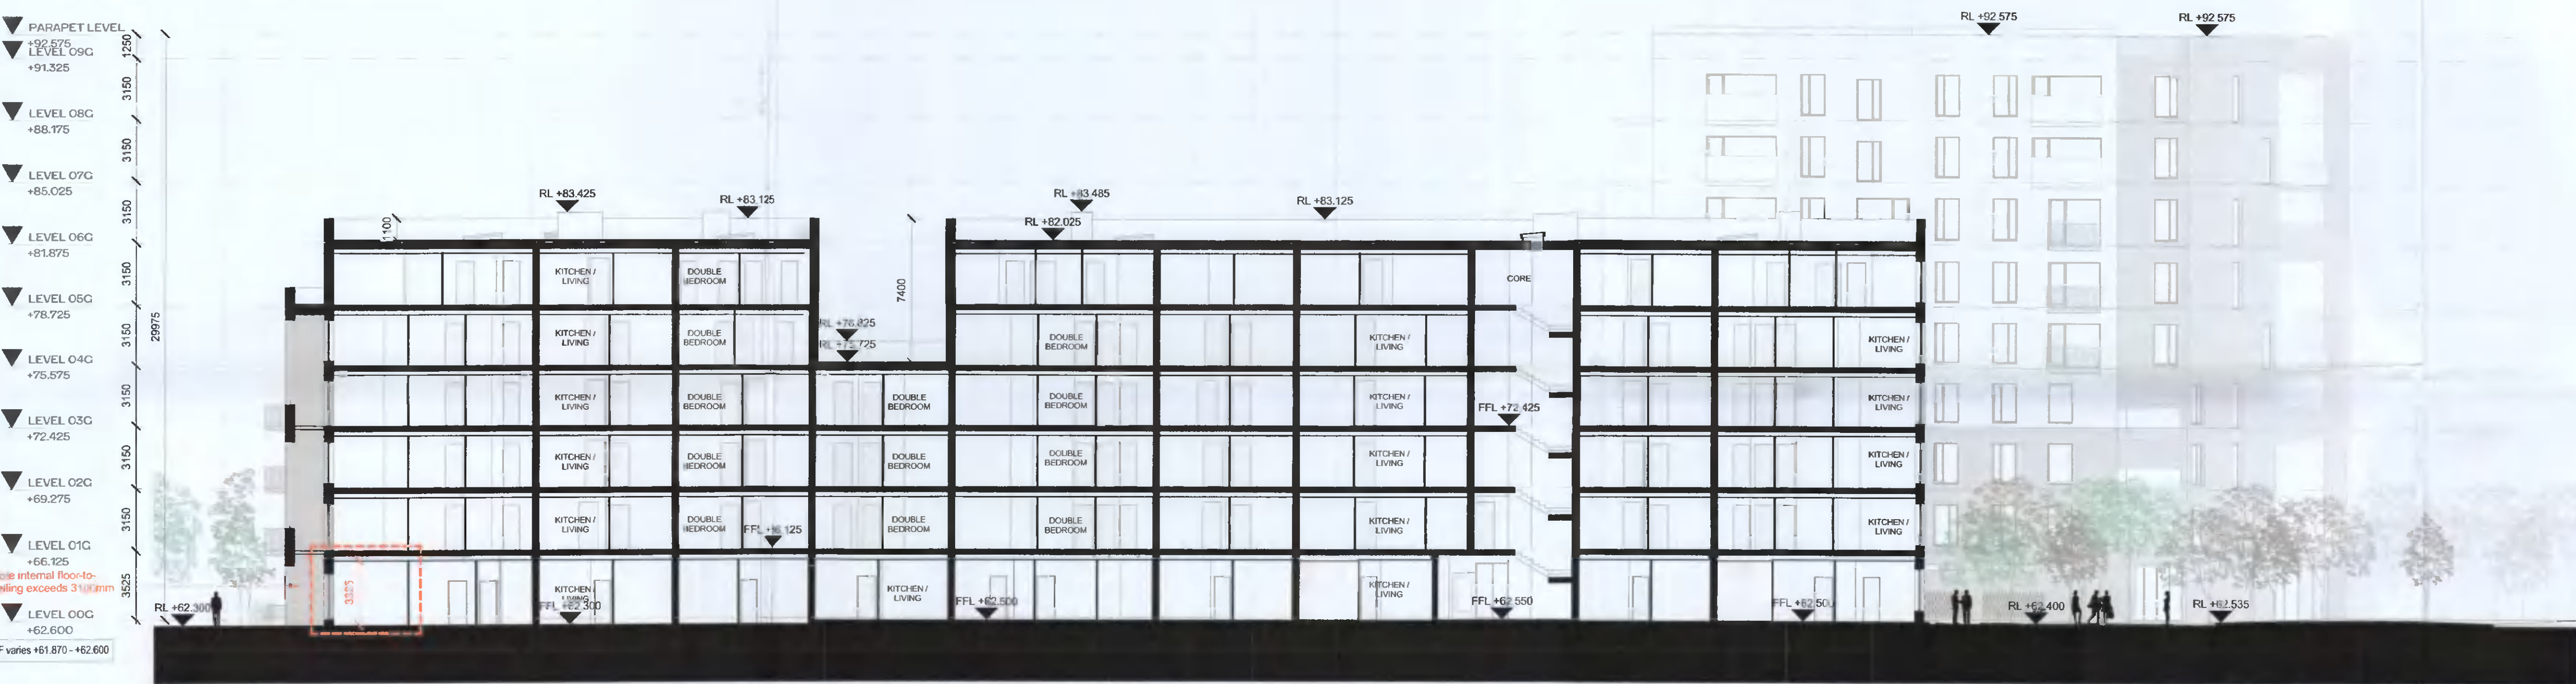 PARAPET LEVEL
+92.575
LEVEL 09G
+91.325
LEVEL 08G
+88.175
LEVEL 07G
+85.025
LEVEL 06G
+81.875
LEVEL 05G
+78.725
LEVEL 04G
+75.575
LEVEL 03G
+72.425
LEVEL 02G
+69.275
LEVEL 01G
+66.125
internal floor-to-
exceeds mm
LEVEL 00G
+62.600
varies +61.870 - +62.600
1250
3150
3150
3150
3150
3150
3150
3150
3150
3525
29975
RL +92.575
RL +92.575
RL +83.425
RL +83.125
RL +83.485
RL +83.125
RL +82.025
1100
7400
KITCHEN /
LIVING
DOUBLE
BEDROOM
CORE
RL
RL
KITCHEN /
LIVING
DOUBLE
BEDROOM
DOUBLE
BEDROOM
KITCHEN /
LIVING
KITCHEN /
LIVING
KITCHEN /
LIVING
DOUBLE
BEDROOM
DOUBLE
BEDROOM
DOUBLE
BEDROOM
KITCHEN /
LIVING
FFL +72.425
KITCHEN /
LIVING
KITCHEN /
LIVING
DOUBLE
BEDROOM
DOUBLE
BEDROOM
DOUBLE
BEDROOM
KITCHEN /
LIVING
KITCHEN /
LIVING
KITCHEN /
LIVING
DOUBLE
BEDROOM
FFL
DOUBLE
BEDROOM
DOUBLE
BEDROOM
KITCHEN /
LIVING
KITCHEN /
LIVING
3325
KITCHEN /
LIVING
KITCHEN /
LIVING
KITCHEN /
LIVING
RL +62.300
FFL +62.300
FFL +62.500
FFL +62.550
FFL
RL +62.400
RL +62.535